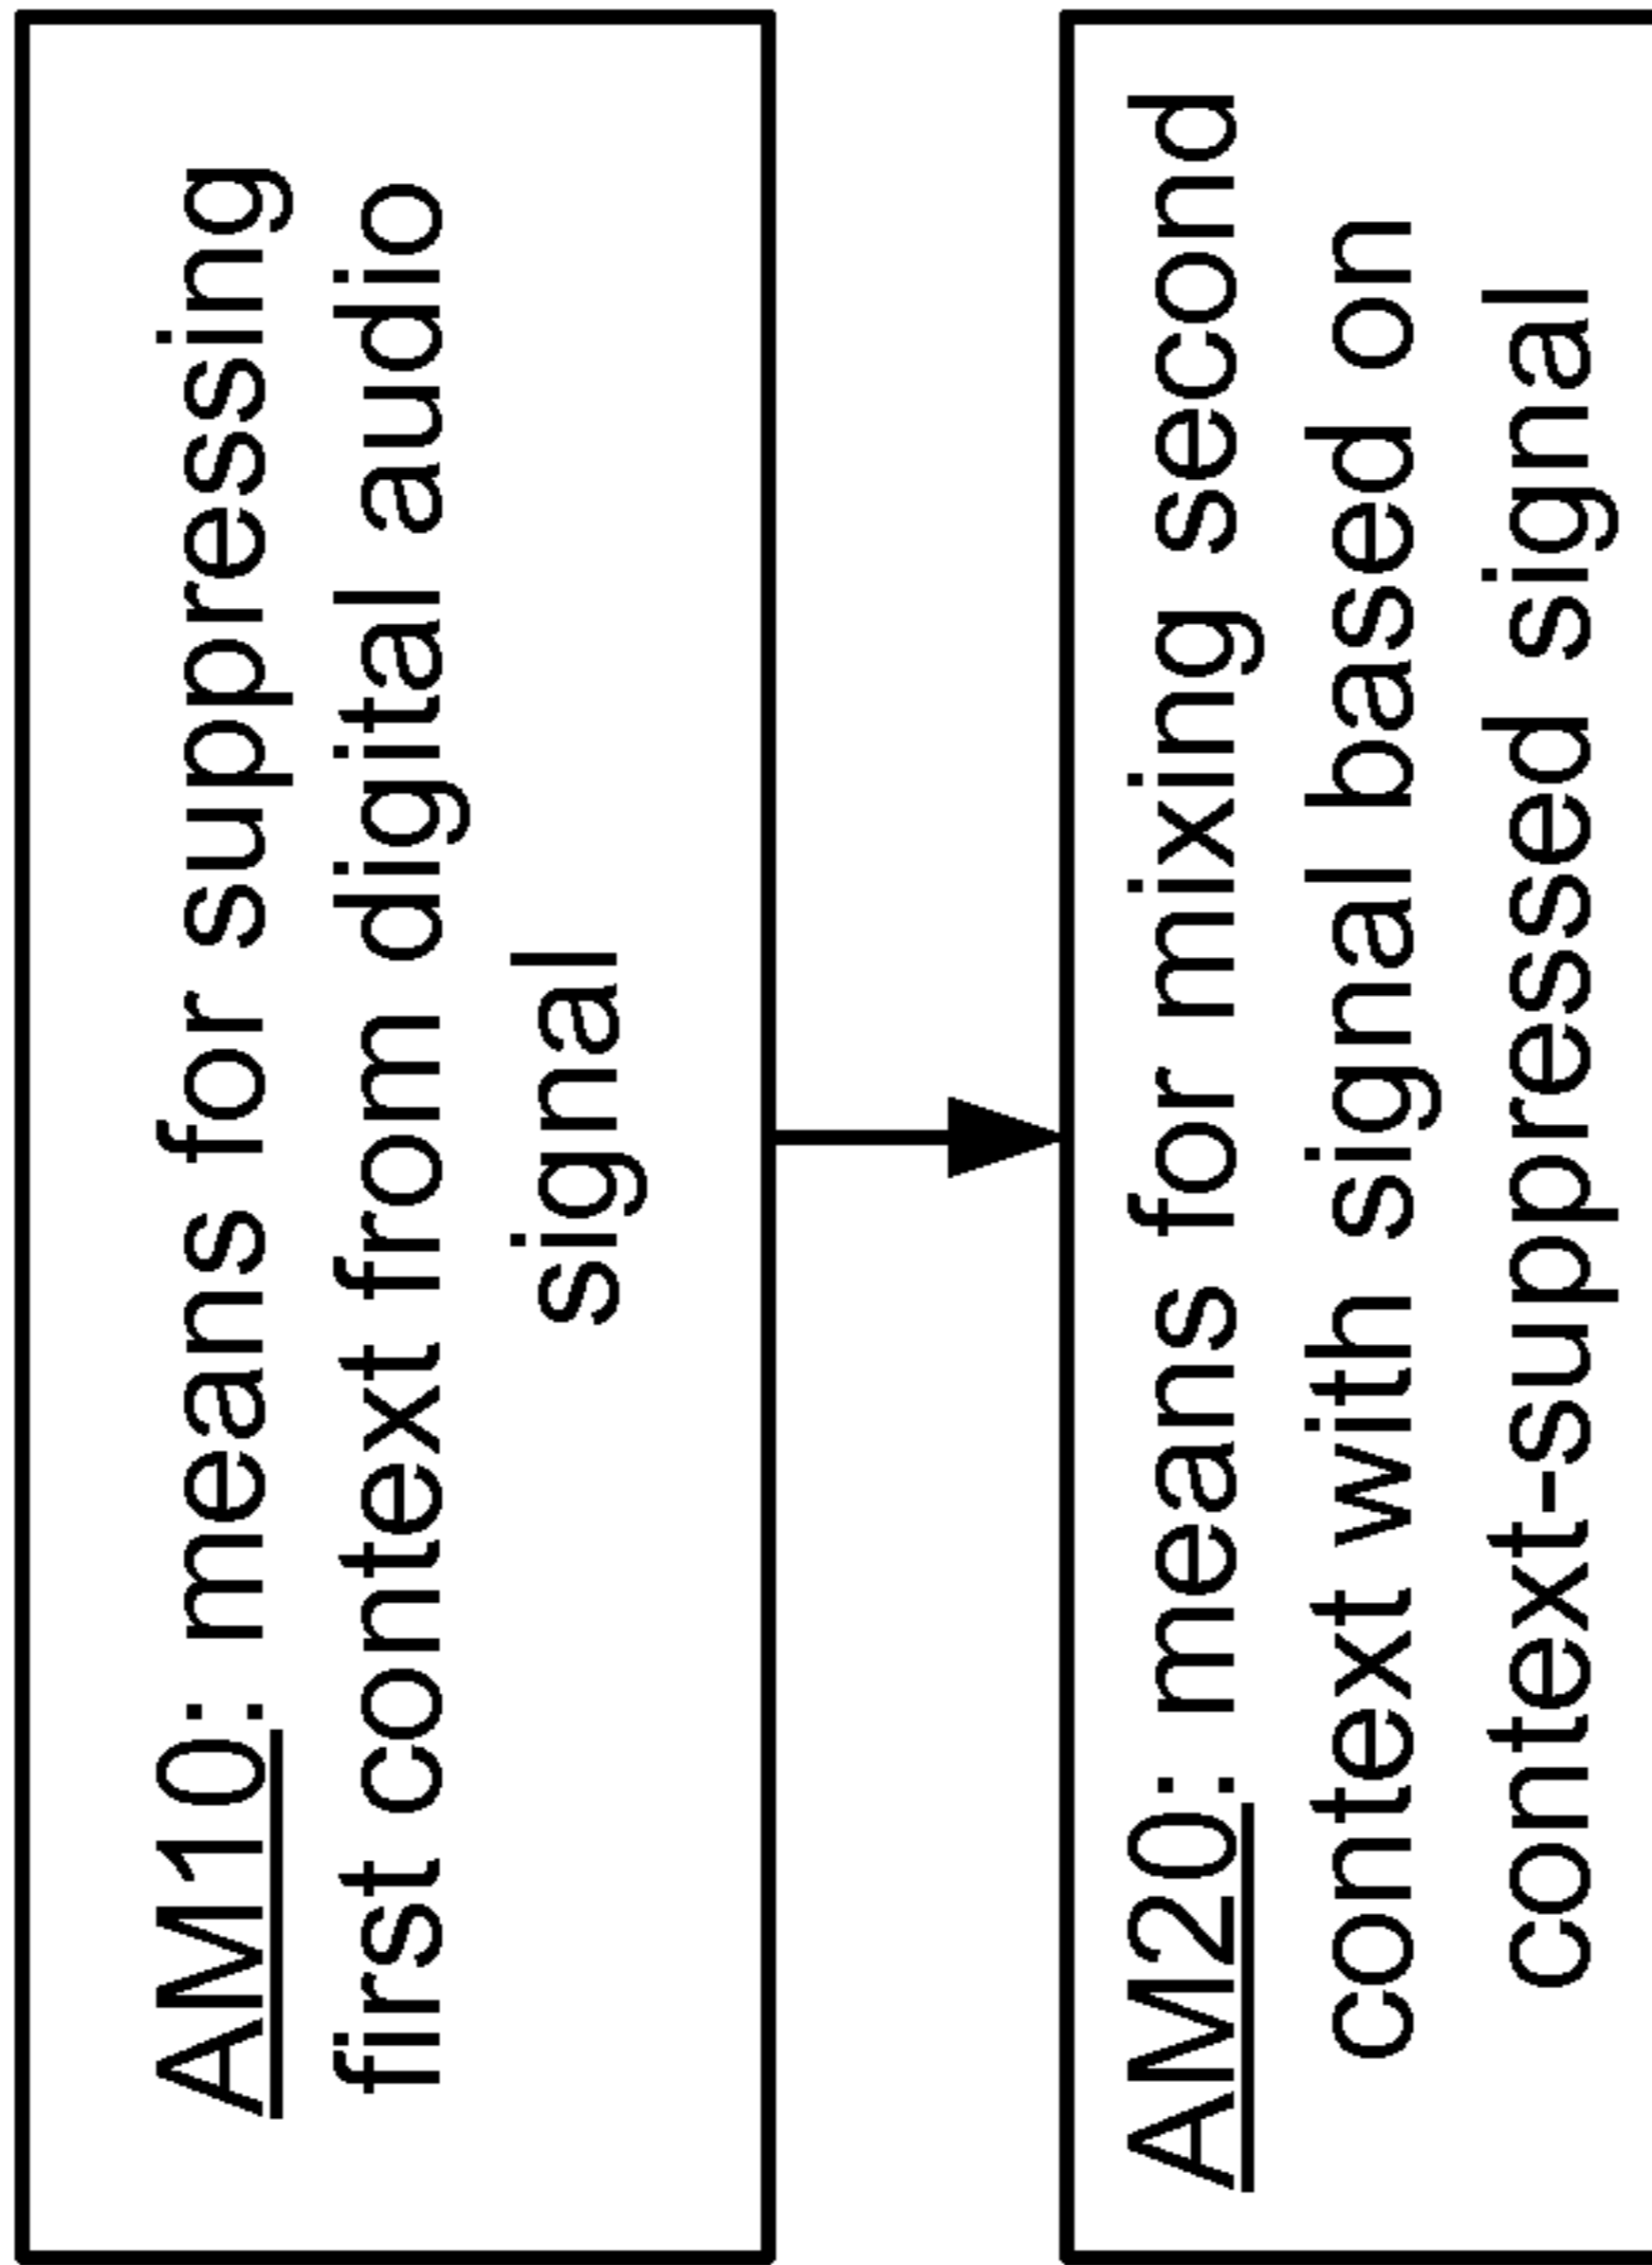 AM10: means for suppressing
first context from digital audio
signal
AM20: means for mixing second
context with signal based on
context-suppressed signal